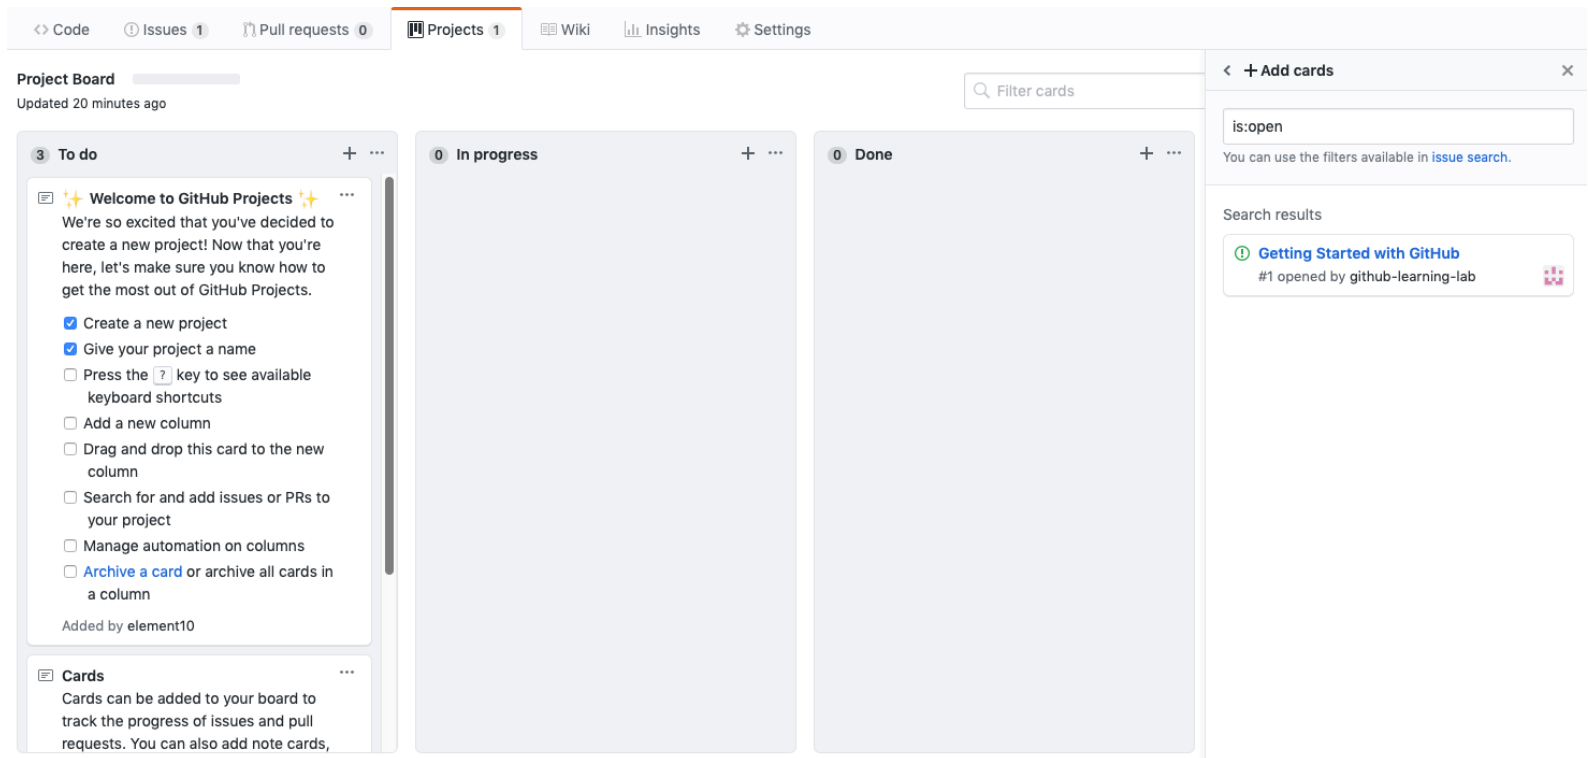 Code Issues 1 Pull requests 0 Projects 1 Wiki Insights Settings
Project Board
Updated 20 minutes ago
Filter cards
3 To do
✨ Welcome to GitHub Projects ✨
We're so excited that you've decided to
create a new project! Now that you're
here, let's make sure you know how to
get the most out of GitHub Projects.
Create a new project
Give your project a name
Press the ? key to see available
keyboard shortcuts
Add a new column
Drag and drop this card to the new
column
Search for and add issues or PRs to
your project
Manage automation on columns
Archive a card or archive all cards in
a column
Added by element10
Cards
Cards can be added to your board to
track the progress of issues and pull
requests. You can also add note cards,
0 In progress
0 Done
Add cards
is:open
You can use the filters available in issue search.
Search results
Getting Started with GitHub
#1 opened by github-learning-lab